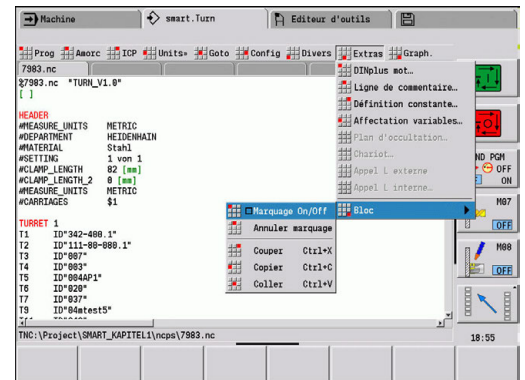 Machine
smart.Turn
Editeur d'outils
Prog Amorc ICP Units» Goto Config Divers Extras Graph.
7983.nc
%7983.nc "TURN_V1.0"
[ ]
HEADER
#MEASURE_UNITS METRIC
#DEPARTMENT HEIDENHAIN
#MATERIAL Stahl
#SETTING 1 von 1
#CLAMP_LENGTH 82 [mm]
#CLAMP_LENGTH_2 0 [mm]
#MEASURE_UNITS METRIC
#CARRIAGES $1
TURRET 1
T1 ID"342-400.1"
T2 ID"111-80-080.1"
T3 ID"007"
T4 ID"003"
T5 ID"004AP1"
T6 ID"020"
T7 ID"037"
T9 ID"04mtest5"
DINplus mot…
Ligne de commentaire…
Définition constante…
Affectation variables…
Plan d'occultation…
Chariot…
Appel L externe
Appel L interne…
Bloc
Marquage On/Off
Annuler marquage
Couper Ctrl+X
Copier Ctrl+C
Coller Ctrl+V
ND PGM
OFF
ON
M07
OFF
M08
OFF
TNC:\Project\SMART_KAPITEL1\ncps\7983.nc
18:55